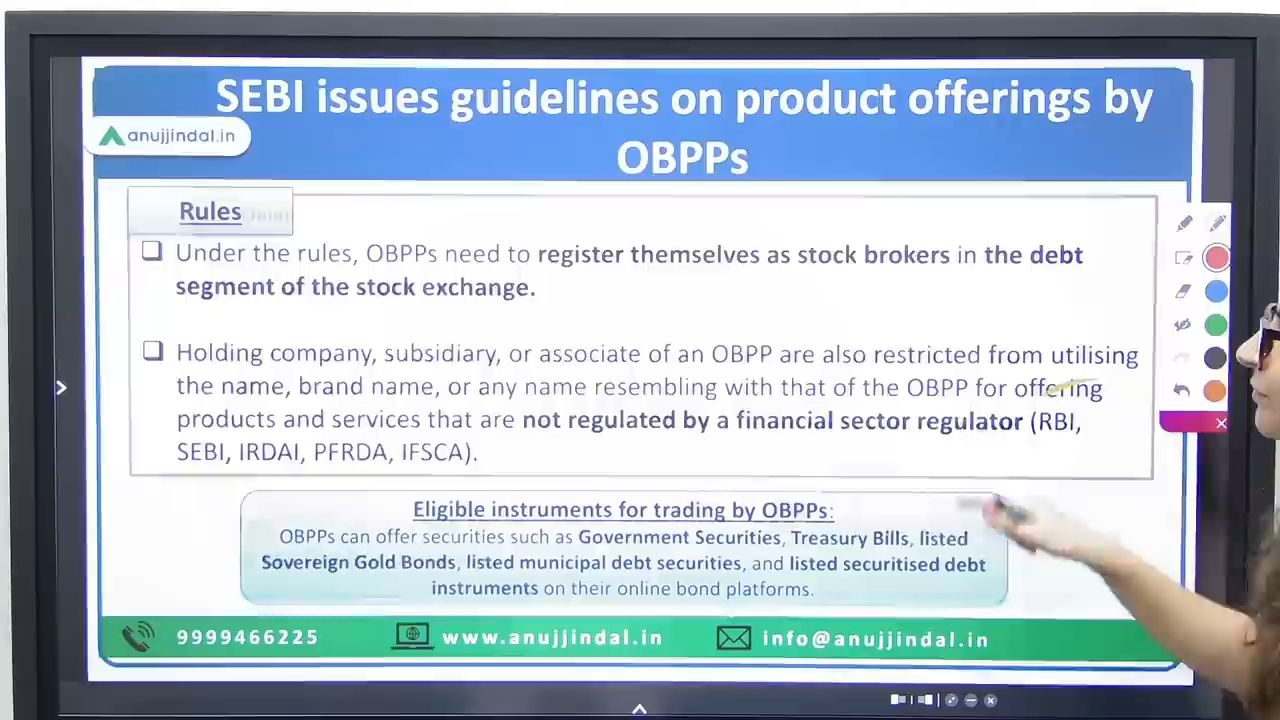 SEBI issues guidelines on product offerings by
OBPPs
anujjindal.in
Rules
Under the rules, OBPPs need to register themselves as stock brokers in the debt
segment of the stock exchange.
Holding company, subsidiary, or associate of an OBPP are also restricted from utilising
the name, brand name, or any name resembling with that of the OBPP for offering
products and services that are not regulated by a financial sector regulator (RBI,
SEBI, IRDAI, PFRDA, IFSCA).
Eligible instruments for trading by OBPPs:
OBPPs can offer securities such as Government Securities, Treasury Bills, listed
Sovereign Gold Bonds, listed municipal debt securities, and listed securitised debt
instruments on their online bond platforms.
9999466225 www.anujjindal.in info@anujjindal.in